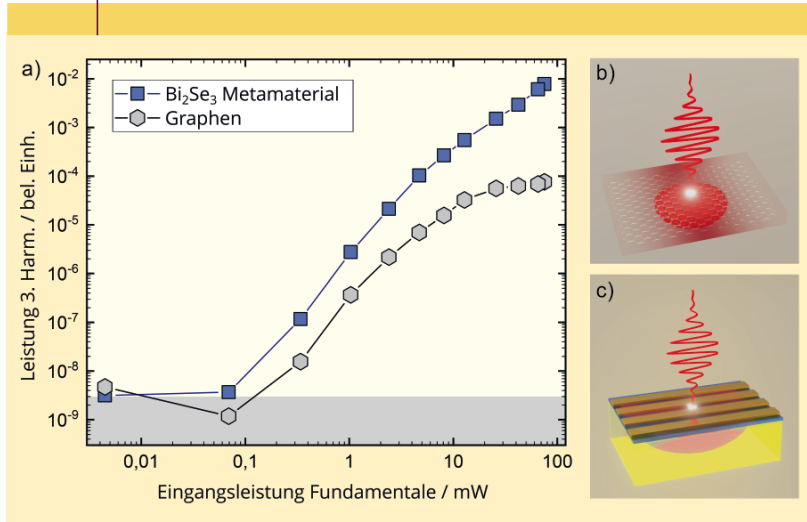 a)
Bi₂Se₃ Metamaterial
Graphen
10⁻²
10⁻³
10⁻⁴
10⁻⁵
10⁻⁶
10⁻⁷
10⁻⁸
10⁻⁹
Leistung 3. Harm. / bel. Einh.
0,01
0,1
1
10
100
Eingangsleistung Fundamentale / mW
b)
c)